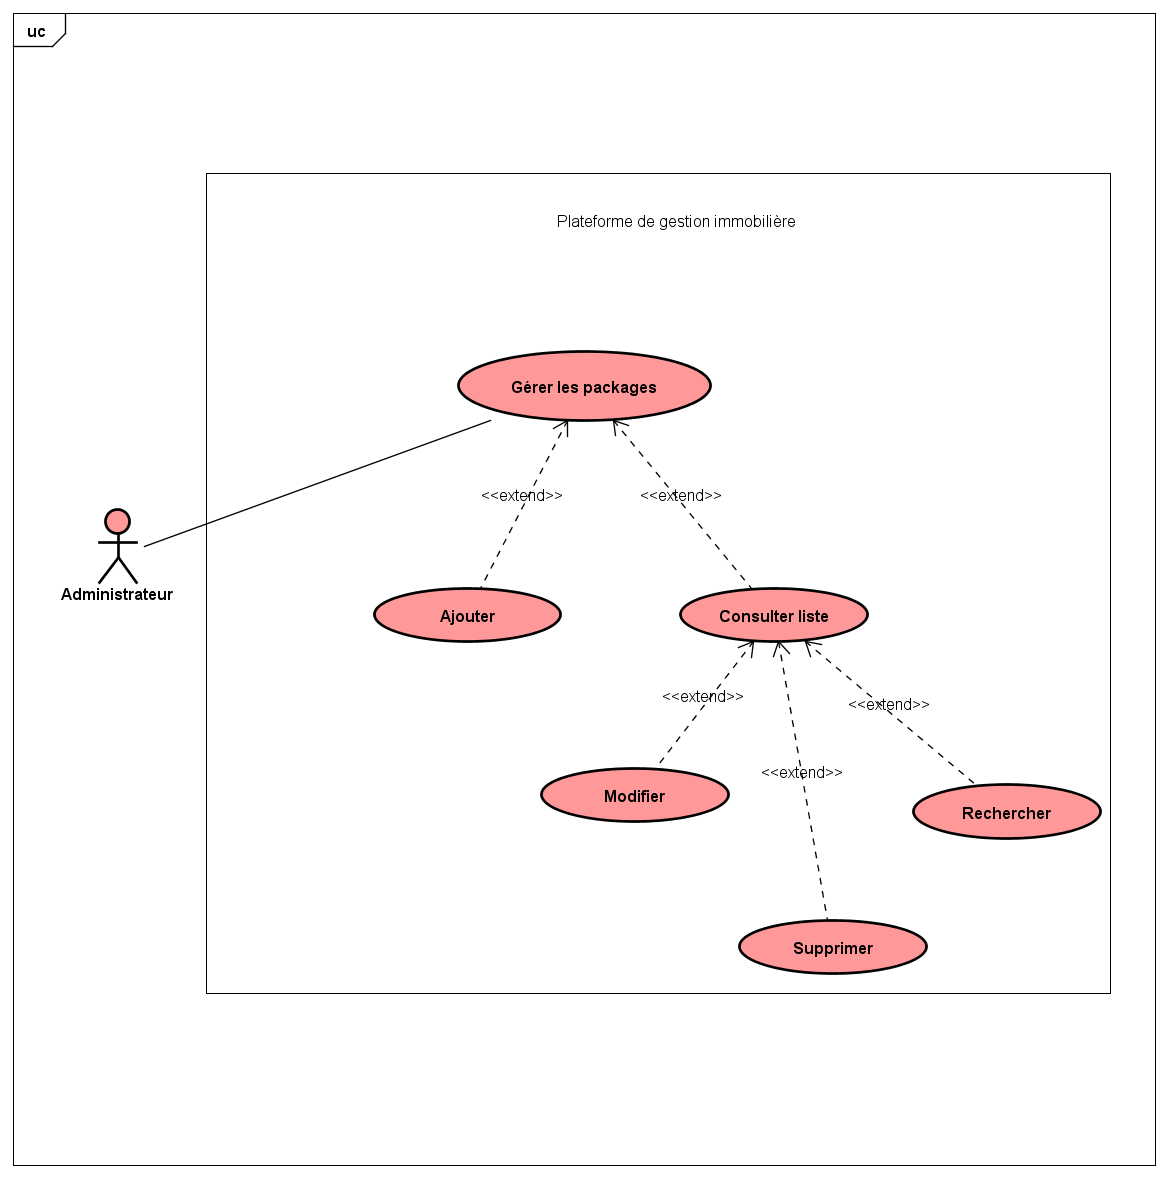 uc
Plateforme de gestion immobilière
Gérer les packages
<<extend>>
<<extend>>
Administrateur
Ajouter
Consulter liste
<<extend>>
<<extend>>
<<extend>>
Modifier
Rechercher
Supprimer